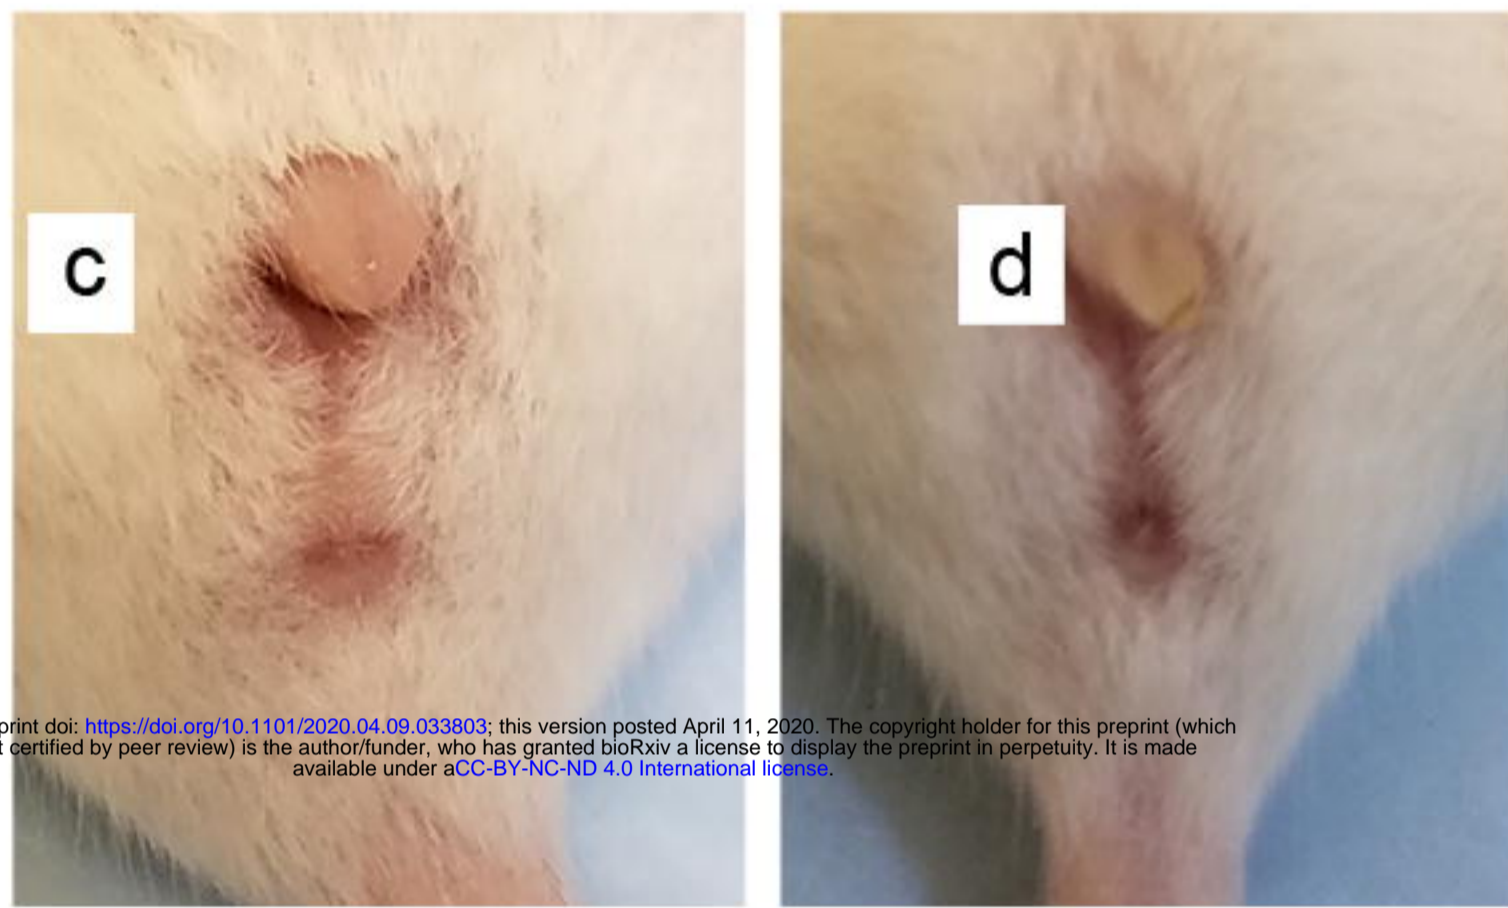 c
d
print doi: https://doi.org/10.1101/2020.04.09.033803; this version posted April 11, 2020. The copyright holder for this preprint (which
t certified by peer review) is the author/funder, who has granted bioRxiv a license to display the preprint in perpetuity. It is made
available under aCC-BY-NC-ND 4.0 International license.